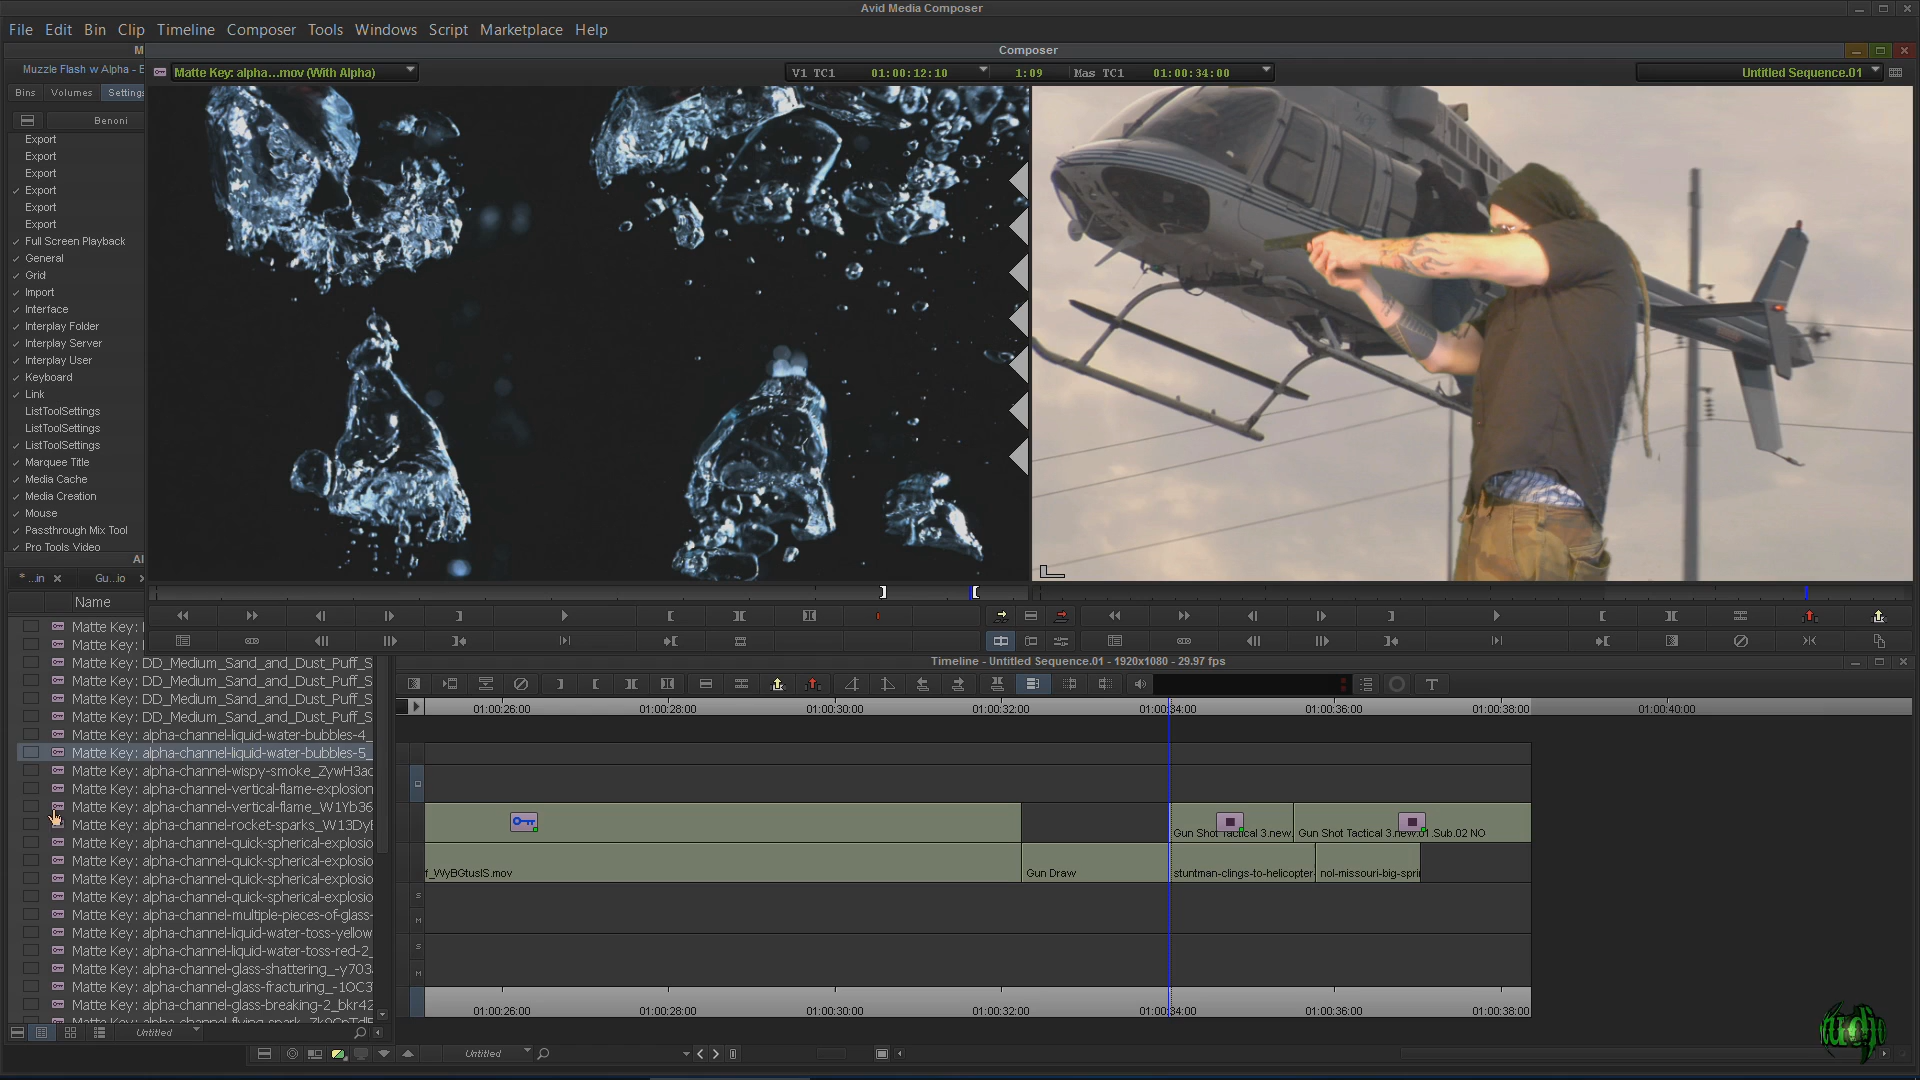 Avid Media Composer
File Edit Bin Clip Timeline Composer Tools Windows Script Marketplace Help
M
Composer
Muzzle Flash w Alpha - E
Matte Key: alpha...mov (With Alpha)
V1 TC1 01:00:12:10 1:09 Mas TC1 01:00:34:00
Untitled Sequence.01
Bins Volumes Settings
Benoni
Export
Export
Export
Export
Export
Export
Full Screen Playback
General
Grid
Import
Interface
Interplay Folder
Interplay Server
Interplay User
Keyboard
Link
ListToolSettings
ListToolSettings
ListToolSettings
Marquee Title
Media Cache
Media Creation
Mouse
Passthrough Mix Tool
Pro Tools Video
Al
* ...in Gu...io
Name
Matte Key:
Matte Key:
Matte Key: DD_Medium_Sand_and_Dust_Puff_S
Matte Key: DD_Medium_Sand_and_Dust_Puff_S
Matte Key: DD_Medium_Sand_and_Dust_Puff_S
Matte Key: DD_Medium_Sand_and_Dust_Puff_S
Matte Key: alpha-channel-liquid-water-bubbles-4_
Matte Key: alpha-channel-liquid-water-bubbles-5_
Matte Key: alpha-channel-wispy-smoke_ZywH3ac
Matte Key: alpha-channel-vertical-flame-explosion
Matte Key: alpha-channel-vertical-flame_W1Yb36
Matte Key: alpha-channel-rocket-sparks_W13DyE
Matte Key: alpha-channel-quick-spherical-explosio
Matte Key: alpha-channel-quick-spherical-explosio
Matte Key: alpha-channel-quick-spherical-explosio
Matte Key: alpha-channel-quick-spherical-explosio
Matte Key: alpha-channel-multiple-pieces-of-glass-
Matte Key: alpha-channel-liquid-water-toss-yellow
Matte Key: alpha-channel-liquid-water-toss-red-2_
Matte Key: alpha-channel-glass-shattering_-y703
Matte Key: alpha-channel-glass-fracturing_-1OC3
Matte Key: alpha-channel-glass-breaking-2_bkr42
Untitled
Timeline - Untitled Sequence.01 - 1920x1080 - 29.97 fps
T
01:00:26:00 01:00:28:00 01:00:30:00 01:00:32:00 01:00:34:00 01:00:36:00 01:00:38:00 01:00:40:00
Gun Shot Tactical 3.new. Gun Shot Tactical 3.new.01.Sub.02 NO
f_WyBGtusIS.mov Gun Draw stuntman-clings-to-helicopter- nol-missouri-big-spri
S
M
S
M
01:00:26:00 01:00:28:00 01:00:30:00 01:00:32:00 01:00:34:00 01:00:36:00 01:00:38:00
Untitled